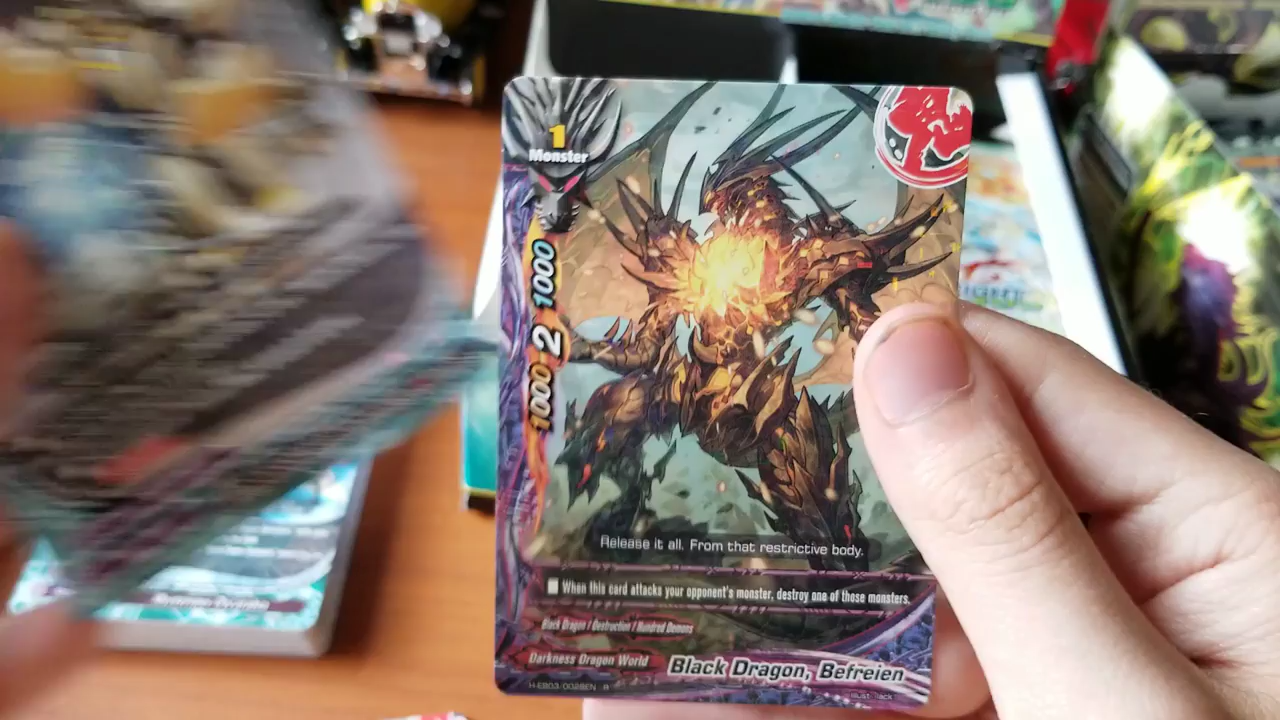 1
Monster
1000 2 1000
Release it all. From that restrictive body.
When this card attacks your opponent's monster, destroy one of those monsters.
Black Dragon / Destruction / Hundred Demons
Darkness Dragon World
Black Dragon, Befreien
H-EB03/0028EN R